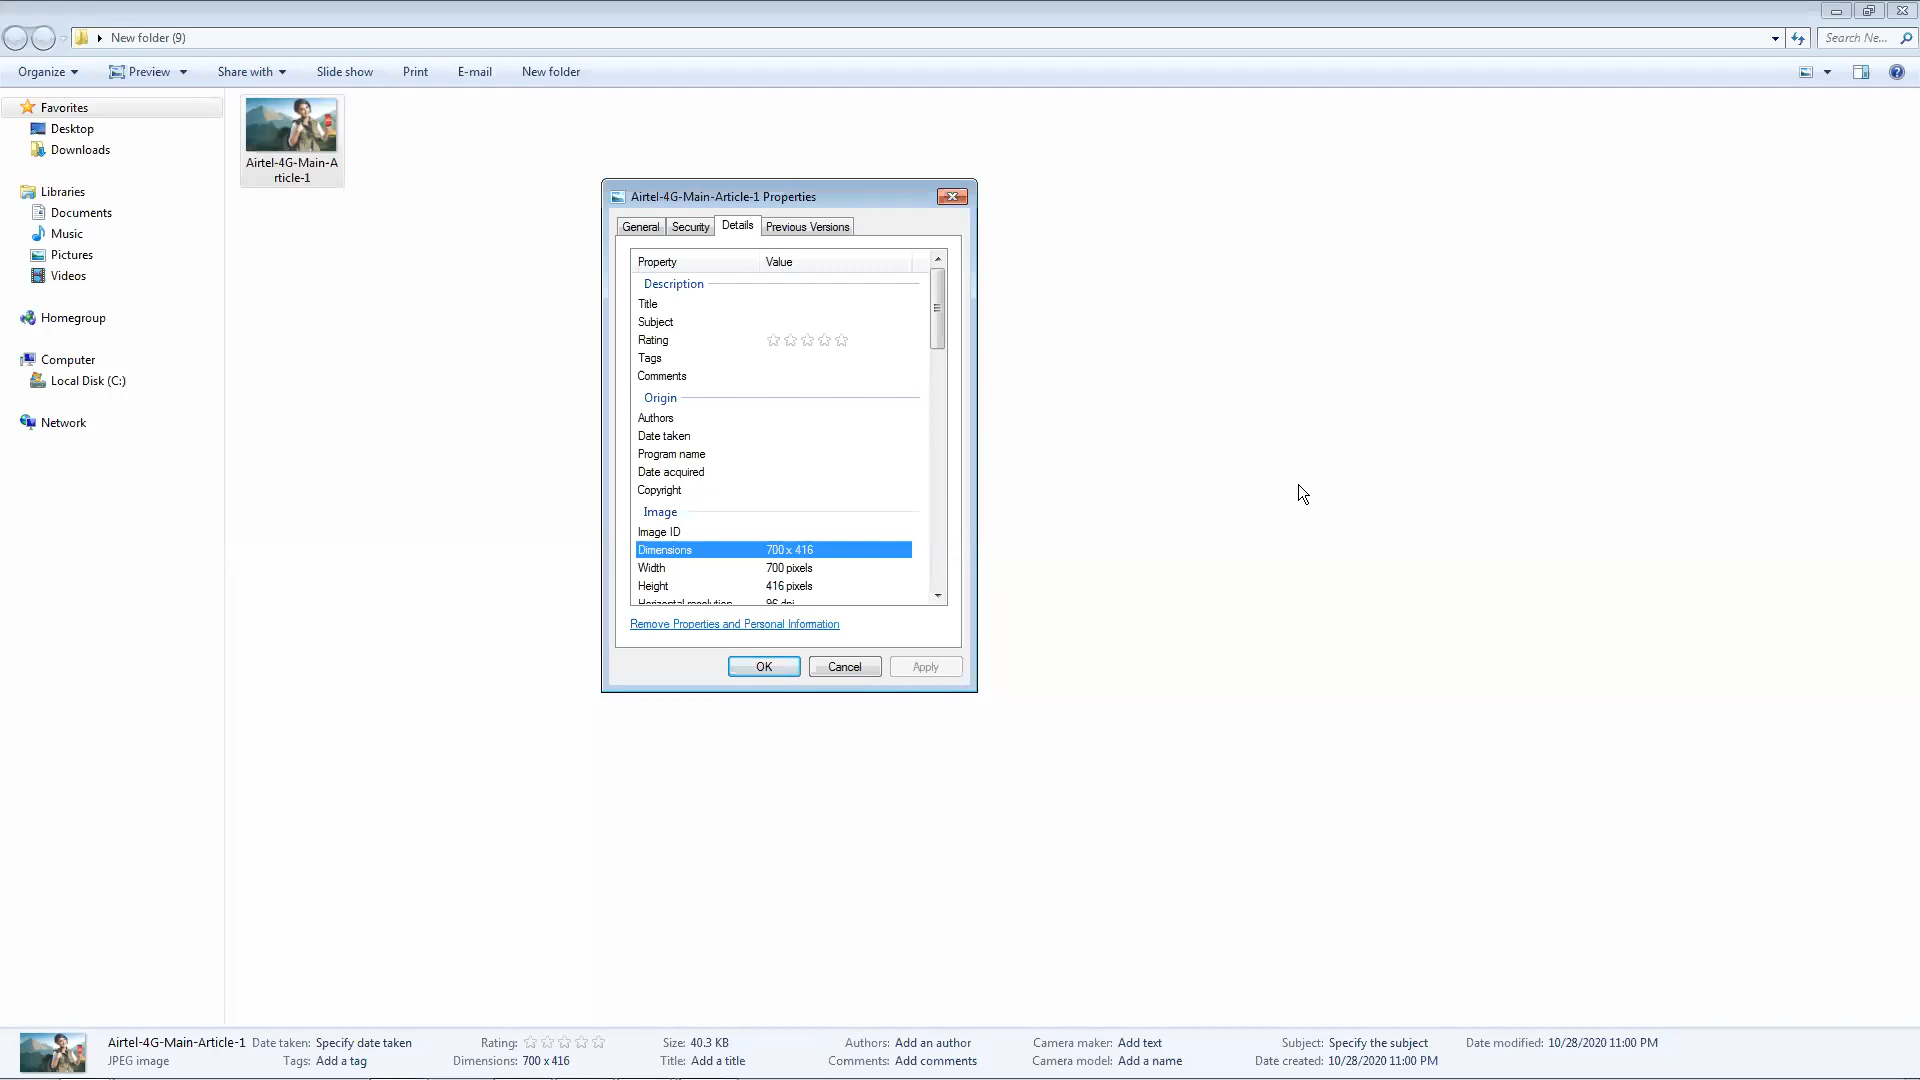 New folder (9)
Search Ne...
Organize
Preview
Share with
Slide show
Print
E-mail
New folder
Favorites
Desktop
Downloads
Libraries
Documents
Music
Pictures
Videos
Homegroup
Computer
Local Disk (C:)
Network
Airtel-4G-Main-A
rticle-1
Airtel-4G-Main-Article-1 Properties
General Security Details Previous Versions
Property Value
Description
Title
Subject
Rating
Tags
Comments
Origin
Authors
Date taken
Program name
Date acquired
Copyright
Image
Image ID
Dimensions 700 x 416
Width 700 pixels
Height 416 pixels
Horizontal resolution 96 dpi
Remove Properties and Personal Information
OK Cancel Apply
Airtel-4G-Main-Article-1 Date taken: Specify date taken Rating: Size: 40.3 KB Authors: Add an author Camera maker: Add text Subject: Specify the subject Date modified: 10/28/2020 11:00 PM
JPEG image Tags: Add a tag Dimensions: 700 x 416 Title: Add a title Comments: Add comments Camera model: Add a name Date created: 10/28/2020 11:00 PM